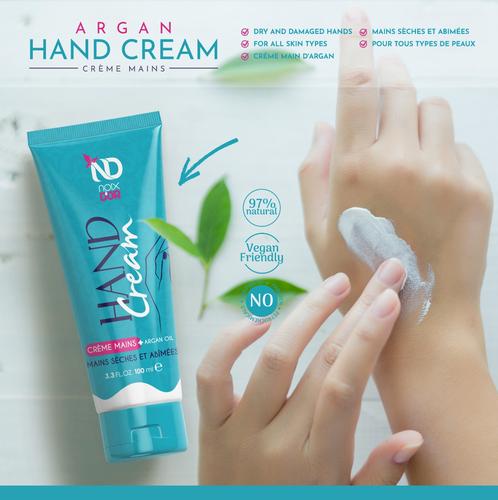 ARGAN
HAND CREAM
CRÈME MAINS
DRY AND DAMAGED HANDS
FOR ALL SKIN TYPES
CRÈME MAIN D'ARGAN
MAINS SÈCHES ET ABIMÉES
POUR TOUS TYPES DE PEAUX
ND
noix
D'OR
HAND
Cream
CRÈME MAINS + ARGAN OIL
MAINS SÈCHES ET ABÎMÉES
3.3 FL.OZ. 100 ml e
97%
natural
Vegan
Friendly
NO